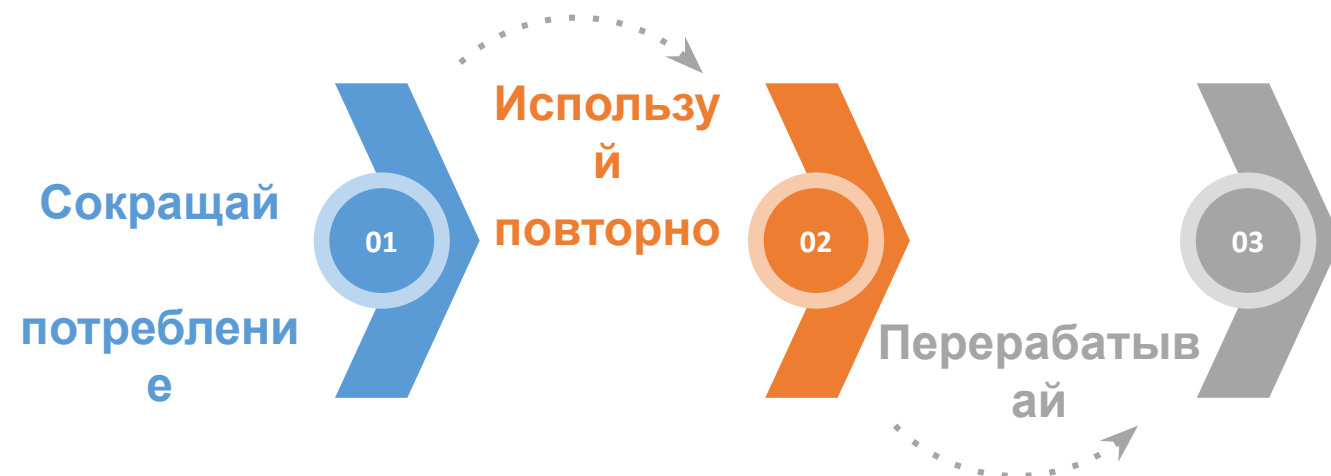 Сокращай
потреблени
е
01
Использу
й
повторно
02
Перерабатыв
ай
03